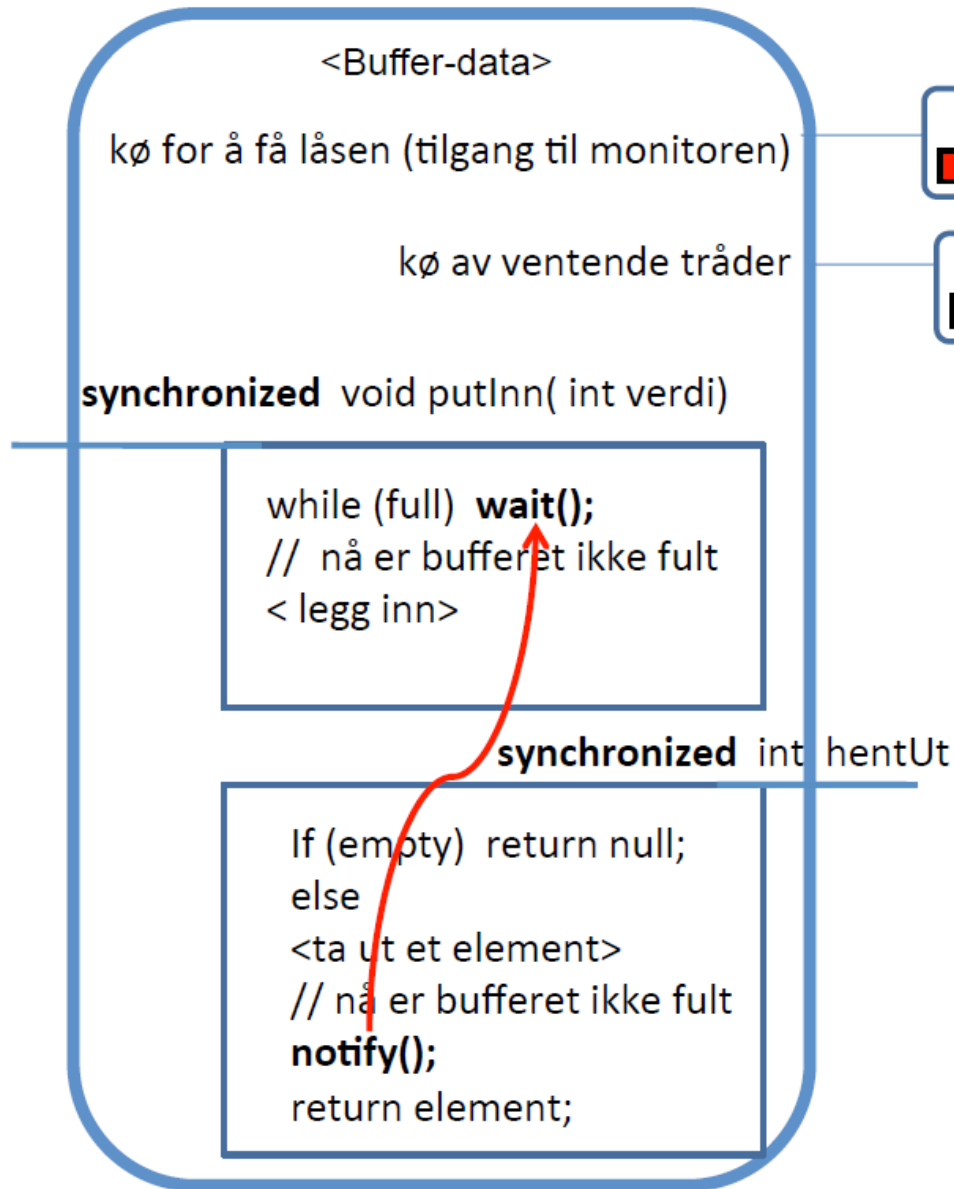 <Buffer-data>
kø for å få låsen (tilgang til monitoren)
kø av ventende tråder
synchronized void putInn( int verdi)
while (full) wait();
// nå er bufferet ikke fult
< legg inn>
synchronized int hentUt
If (empty) return null;
else
<ta ut et element>
// nå er bufferet ikke fult
notify();
return element;